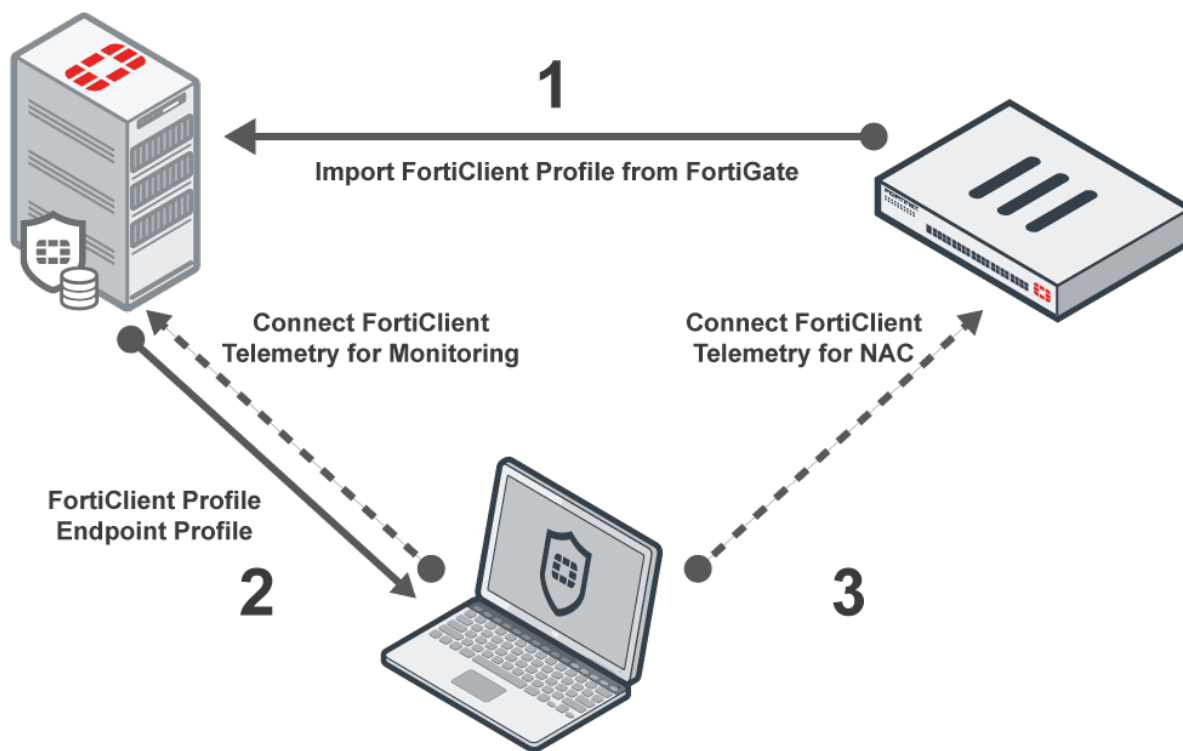 1
Import FortiClient Profile from FortiGate
Connect FortiClient
Telemetry for Monitoring
Connect FortiClient
Telemetry for NAC
FortiClient Profile
Endpoint Profile
2
3